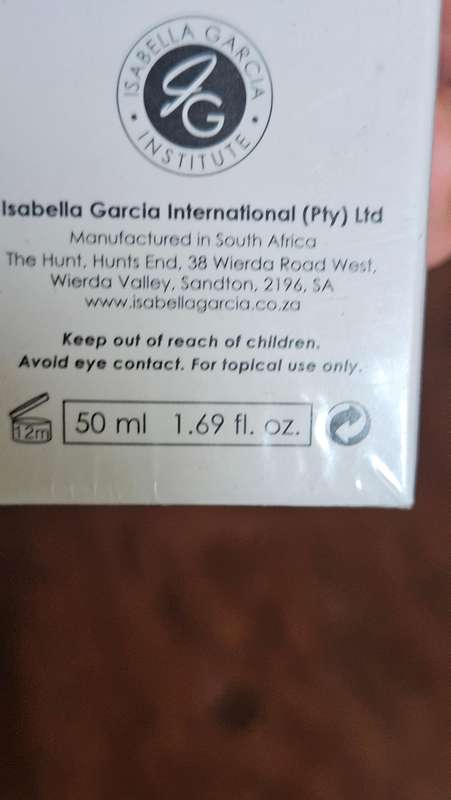 ISABELLA GARCIA
IG
INSTITUTE
Isabella Garcia International (Pty) Ltd
Manufactured in South Africa
The Hunt, Hunts End, 38 Wierda Road West,
Wierda Valley, Sandton, 2196, SA
www.isabellagarcia.co.za
Keep out of reach of children.
Avoid eye contact. For topical use only.
12m
50 ml 1.69 fl. oz.